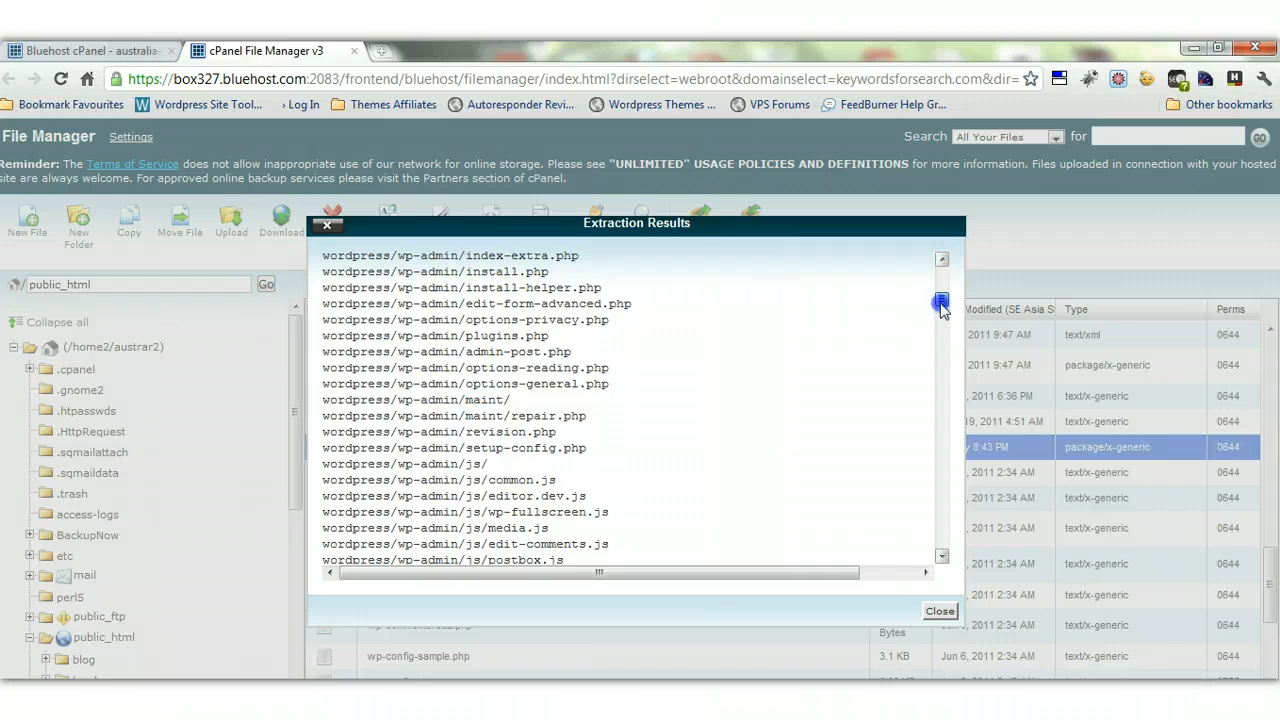 Bluehost cPanel - australia-
cPanel File Manager v3
https://box327.bluehost.com:2083/frontend/bluehost/filemanager/index.html?dirselect=webroot&domainselect=keywordsforsearch.com&dir=
Bookmark Favourites
Wordpress Site Tool...
› Log In
Themes Affiliates
Autoresponder Revi...
Wordpress Themes ...
VPS Forums
FeedBurner Help Gr...
Other bookmarks
File Manager Settings
Search All Your Files for GO
Reminder: The Terms of Service does not allow inappropriate use of our network for online storage. Please see "UNLIMITED" USAGE POLICIES AND DEFINITIONS for more information. Files uploaded in connection with your hosted
site are always welcome. For approved online backup services please visit the Partners section of cPanel.
New File
New Folder
Copy
Move File
Upload
Download
/ public_html Go
Collapse all
(/home2/austrar2)
.cpanel
.gnome2
.htpasswds
.HttpRequest
.sqmailattach
.sqmaildata
.trash
access-logs
BackupNow
etc
mail
perl5
public_ftp
public_html
blog
Extraction Results
wordpress/wp-admin/index-extra.php
wordpress/wp-admin/install.php
wordpress/wp-admin/install-helper.php
wordpress/wp-admin/edit-form-advanced.php
wordpress/wp-admin/options-privacy.php
wordpress/wp-admin/plugins.php
wordpress/wp-admin/admin-post.php
wordpress/wp-admin/options-reading.php
wordpress/wp-admin/options-general.php
wordpress/wp-admin/maint/
wordpress/wp-admin/maint/repair.php
wordpress/wp-admin/revision.php
wordpress/wp-admin/setup-config.php
wordpress/wp-admin/js/
wordpress/wp-admin/js/common.js
wordpress/wp-admin/js/editor.dev.js
wordpress/wp-admin/js/wp-fullscreen.js
wordpress/wp-admin/js/media.js
wordpress/wp-admin/js/edit-comments.js
wordpress/wp-admin/js/postbox.js
Close
Modified (SE Asia S Type Perms
2011 9:47 AM text/xml 0644
2011 9:47 AM package/x-generic 0644
, 2011 6:36 PM text/x-generic 0644
19, 2011 4:51 AM text/x-generic 0644
y 8:43 PM package/x-generic 0644
, 2011 2:34 AM text/x-generic 0644
, 2011 2:34 AM text/x-generic 0644
, 2011 2:34 AM text/x-generic 0644
, 2011 2:34 AM text/x-generic 0644
, 2011 2:34 AM text/x-generic 0644
, 2011 2:34 AM text/x-generic 0644
Bytes
wp-config-sample.php 3.1 KB Jun 6, 2011 2:34 AM text/x-generic 0644